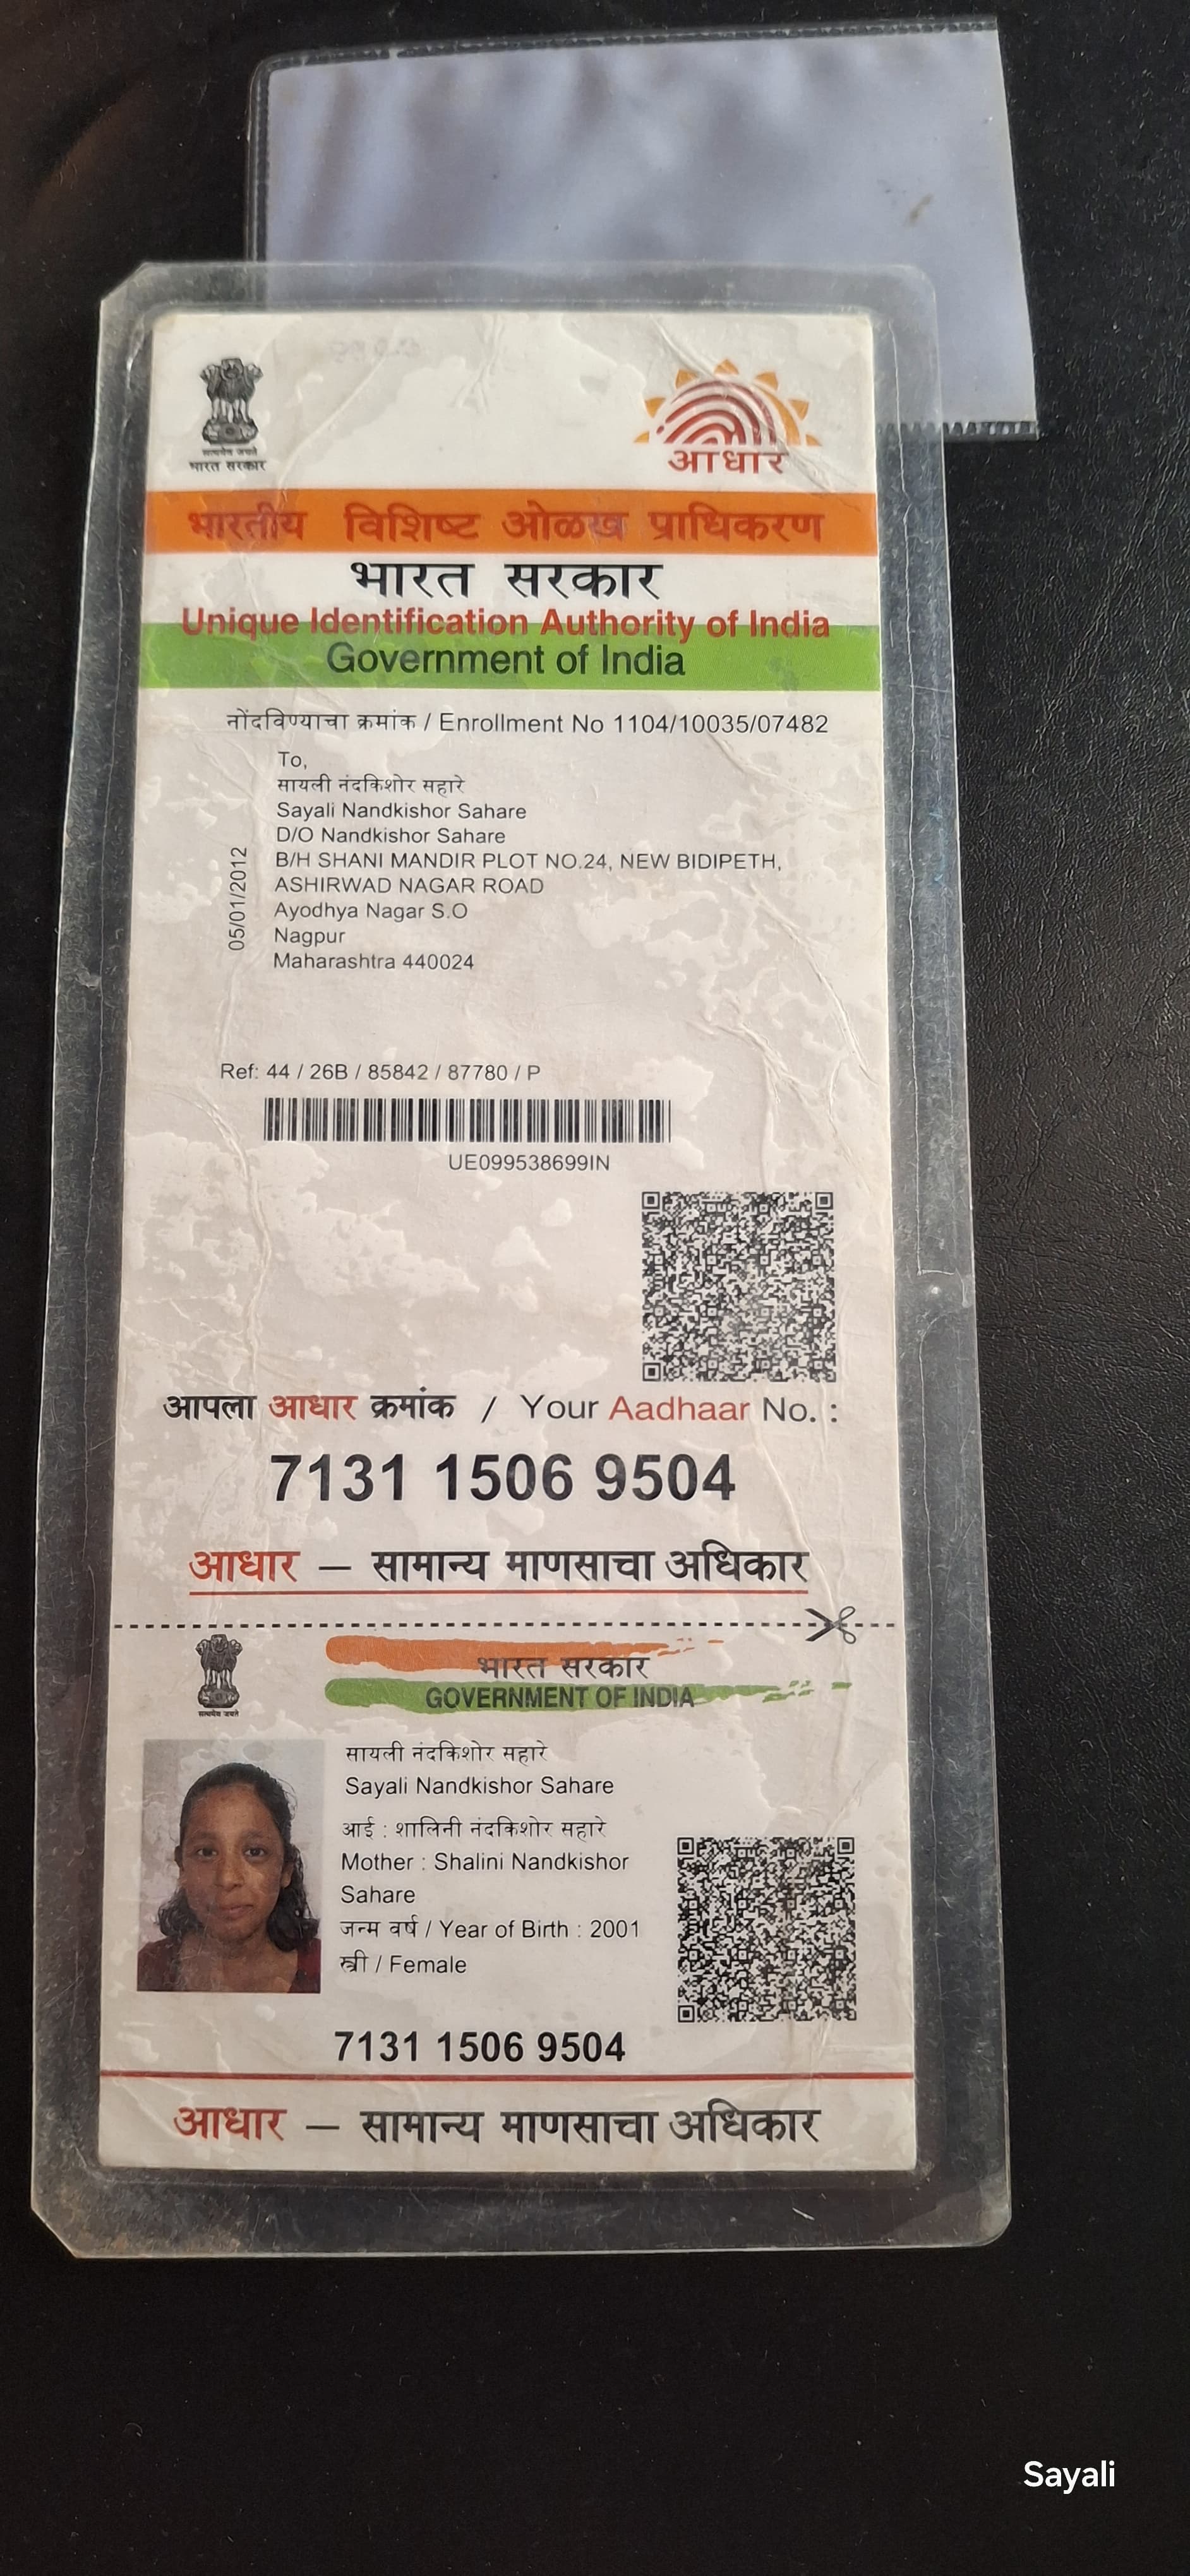 सत्यमेव जयते
भारत सरकार
आधार
भारतीय विशिष्ट ओळख प्राधिकरण
भारत सरकार
Unique Identification Authority of India
Government of India
नोंदविण्याचा क्रमांक / Enrollment No 1104/10035/07482
To,
सायली नंदकिशोर सहारे
Sayali Nandkishor Sahare
D/O Nandkishor Sahare
B/H SHANI MANDIR PLOT NO.24, NEW BIDIPETH,
ASHIRWAD NAGAR ROAD
Ayodhya Nagar S.O
Nagpur
Maharashtra 440024
05/01/2012
Ref: 44 / 26B / 85842 / 87780 / P
UE099538699IN
आपला आधार क्रमांक / Your Aadhaar No. :
7131 1506 9504
आधार – सामान्य माणसाचा अधिकार
भारत सरकार
GOVERNMENT OF INDIA
सत्यमेव जयते
सायली नंदकिशोर सहारे
Sayali Nandkishor Sahare
आई : शालिनी नंदकिशोर सहारे
Mother : Shalini Nandkishor
Sahare
जन्म वर्ष / Year of Birth : 2001
स्त्री / Female
7131 1506 9504
आधार – सामान्य माणसाचा अधिकार
Sayali